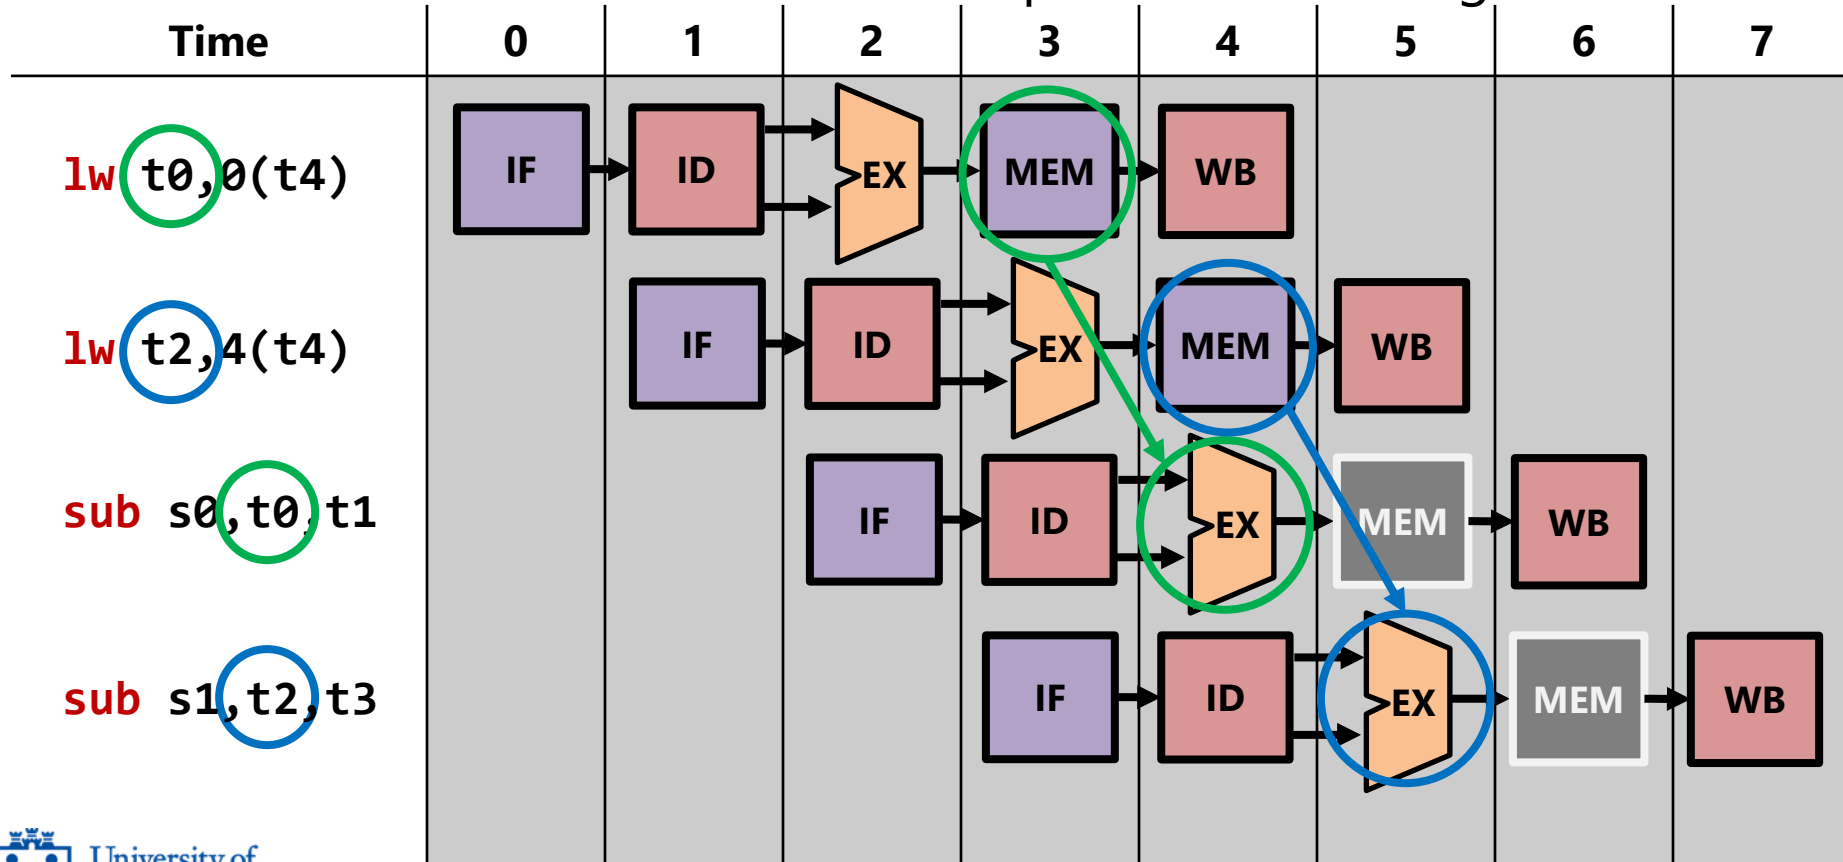 Time 0 1 2 3 4 5 6 7
lw t0,0(t4) IF ID EX MEM WB
lw t2,4(t4) IF ID EX MEM WB
sub s0,t0,t1 IF ID EX MEM WB
sub s1,t2,t3 IF ID EX MEM WB
University of